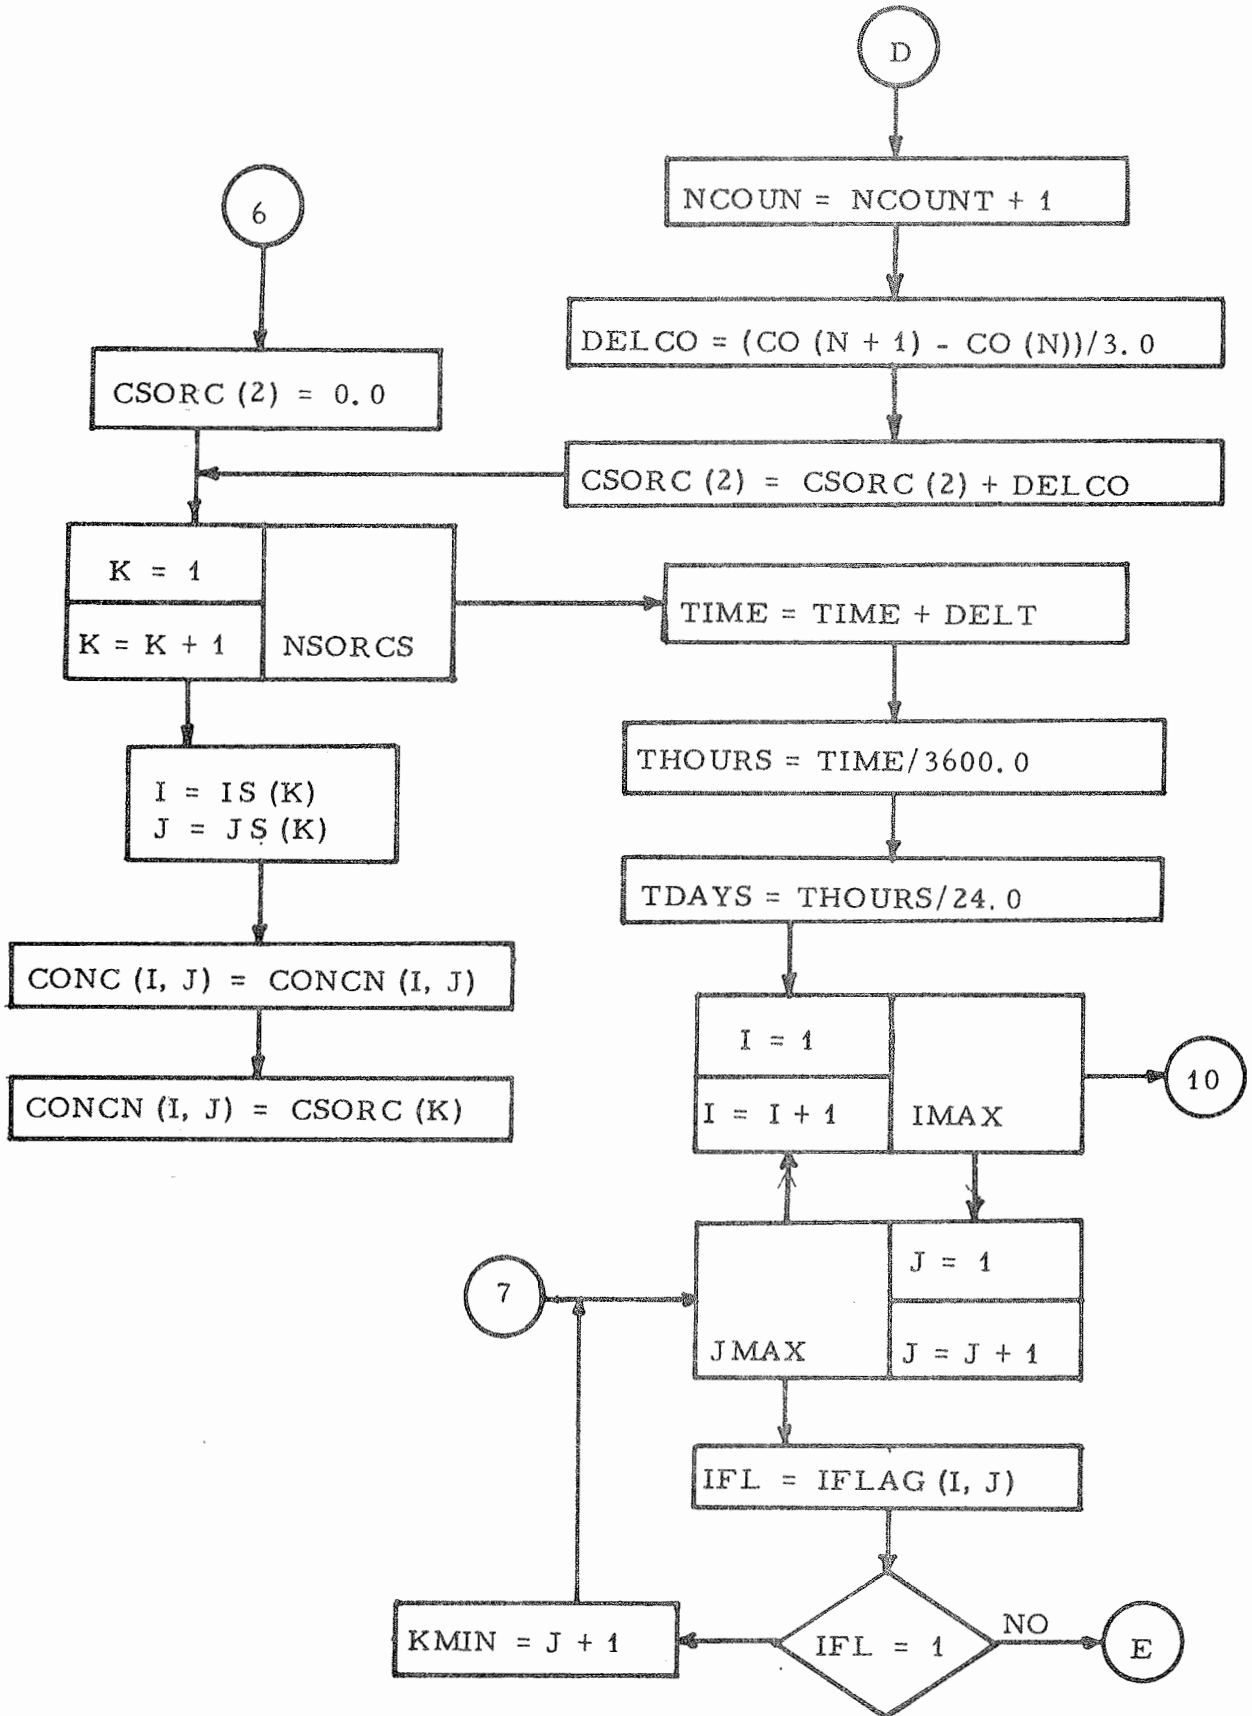 D
NCOUN = NCOUNT + 1
DELCO = (CO (N + 1) - CO (N))/3.0
CSORC (2) = CSORC (2) + DELCO
6
CSORC (2) = 0.0
K = 1
K = K + 1
NSORCS
I = IS (K)
J = JS (K)
CONC (I, J) = CONCN (I, J)
CONCN (I, J) = CSORC (K)
TIME = TIME + DELT
THOURS = TIME/3600.0
TDAYS = THOURS/24.0
I = 1
I = I + 1
IMAX
10
J = 1
J = J + 1
JMAX
7
IFL = IFLAG (I, J)
IFL = 1
NO
E
KMIN = J + 1